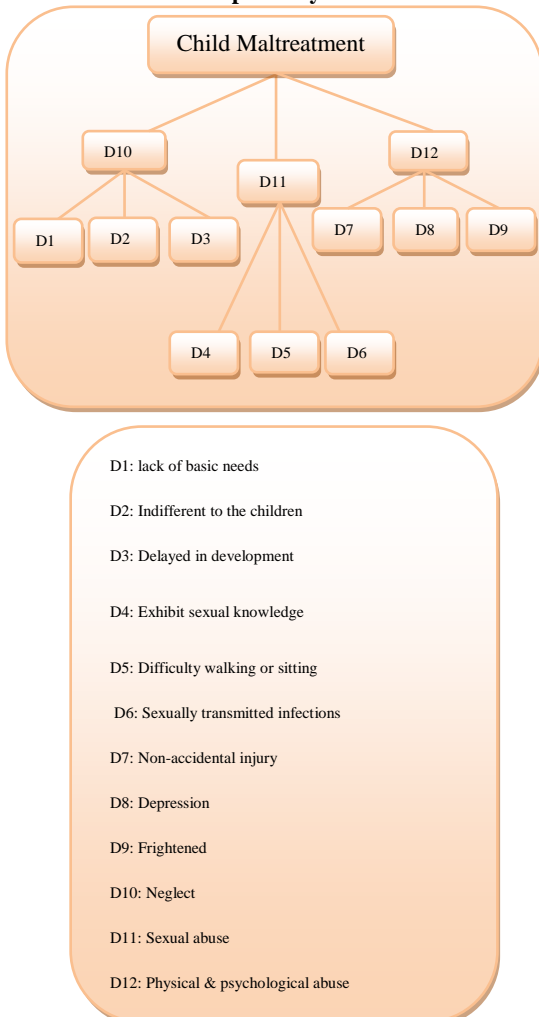 Child Maltreatment
D10
D11
D12
D1
D2
D3
D7
D8
D9
D4
D5
D6
D1: lack of basic needs
D2: Indifferent to the children
D3: Delayed in development
D4: Exhibit sexual knowledge
D5: Difficulty walking or sitting
D6: Sexually transmitted infections
D7: Non-accidental injury
D8: Depression
D9: Frightened
D10: Neglect
D11: Sexual abuse
D12: Physical & psychological abuse